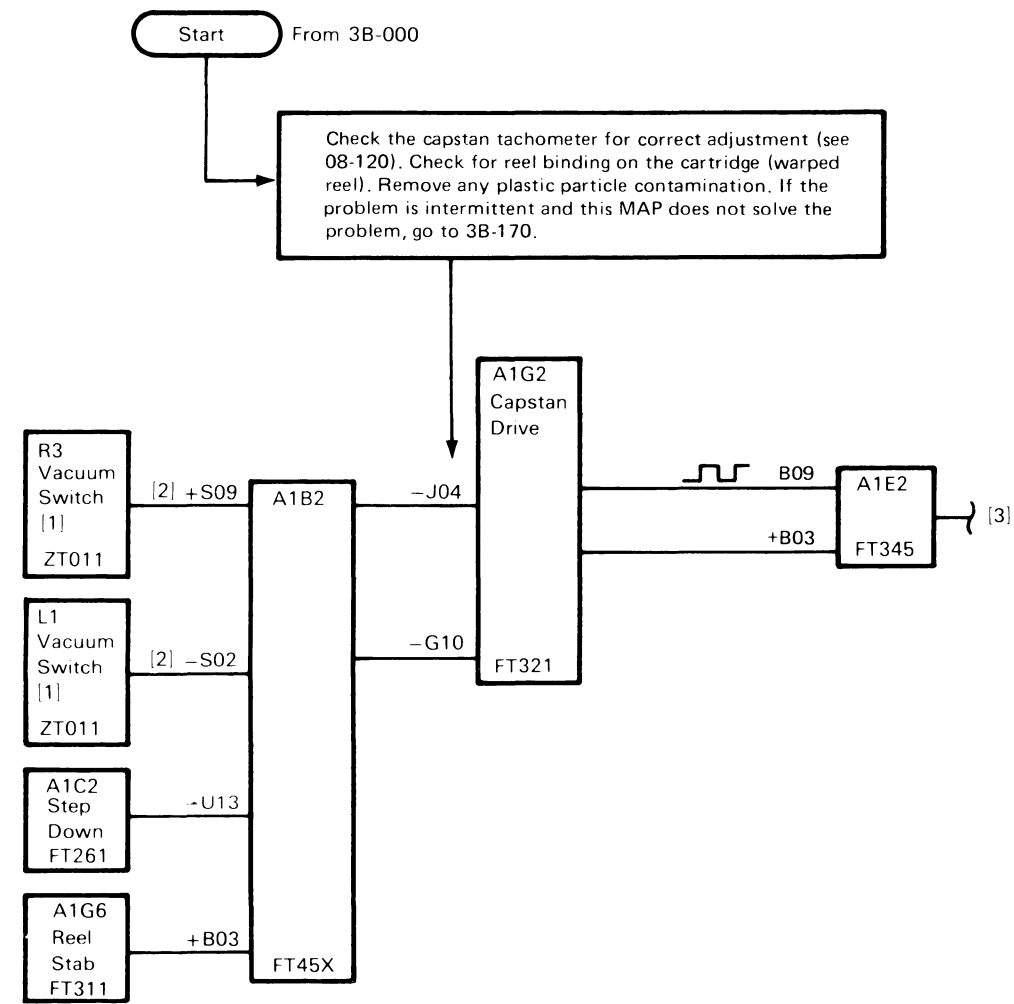 Start
From 3B-000
Check the capstan tachometer for correct adjustment (see
08-120). Check for reel binding on the cartridge (warped
reel). Remove any plastic particle contamination. If the
problem is intermittent and this MAP does not solve the
problem, go to 3B-170.
A1G2
Capstan
Drive
FT321
R3
Vacuum
Switch
[1]
ZT011
[2] +S09
A1B2
FT45X
−J04
−G10
B09
+B03
A1E2
FT345
[3]
L1
Vacuum
Switch
[1]
ZT011
[2] −S02
A1C2
Step
Down
FT261
−U13
A1G6
Reel
Stab
FT311
+B03